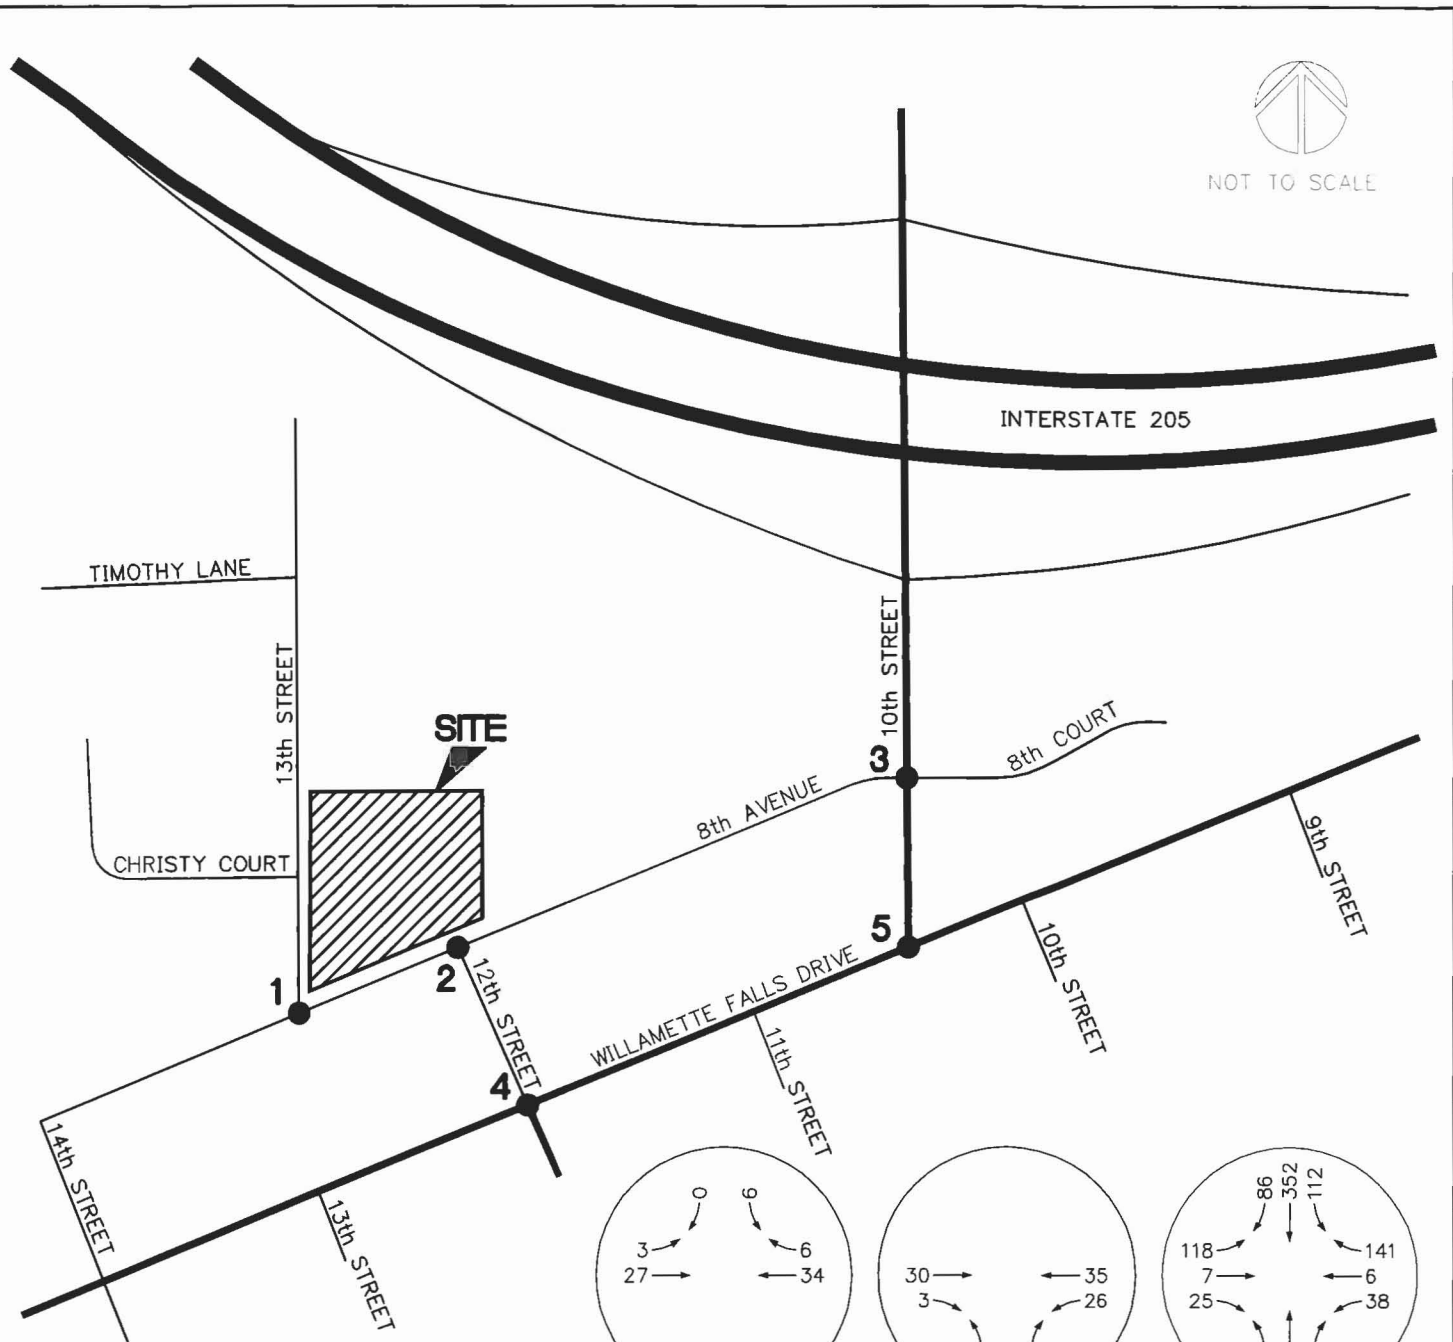 NOT TO SCALE
INTERSTATE 205
TIMOTHY LANE
13th STREET
10th STREET
SITE
8th COURT
3
8th AVENUE
CHRISTY COURT
9th STREET
5
10th STREET
2
12th STREET
1
WILLAMETTE FALLS DRIVE
11th STREET
4
14th STREET
13th STREET
0 6
3 6
27 34
30 35
3 26
86 352 112
118 141
7 6
25 38